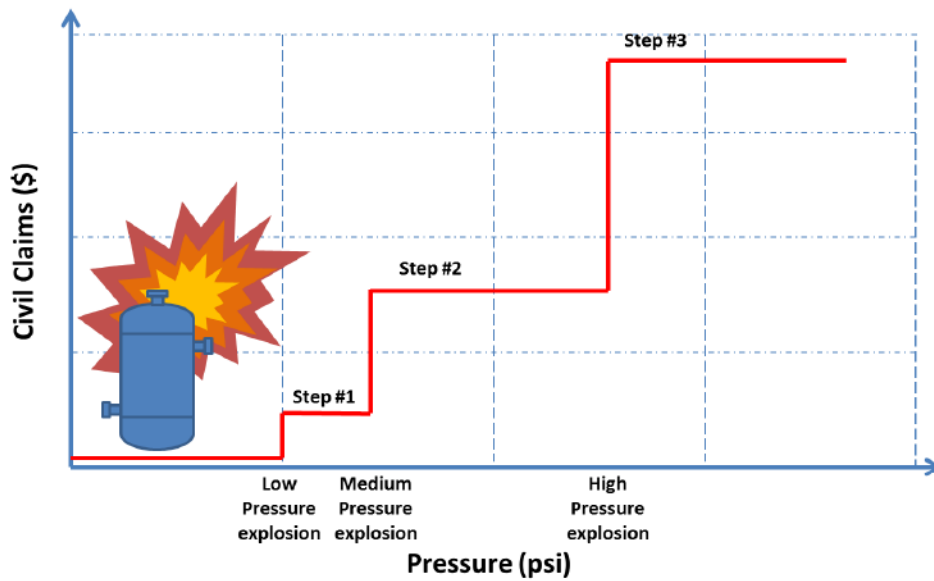 Step #3
Civil Claims ($)
Step #2
Step #1
Low
Pressure
explosion
Medium
Pressure
explosion
High
Pressure
explosion
Pressure (psi)